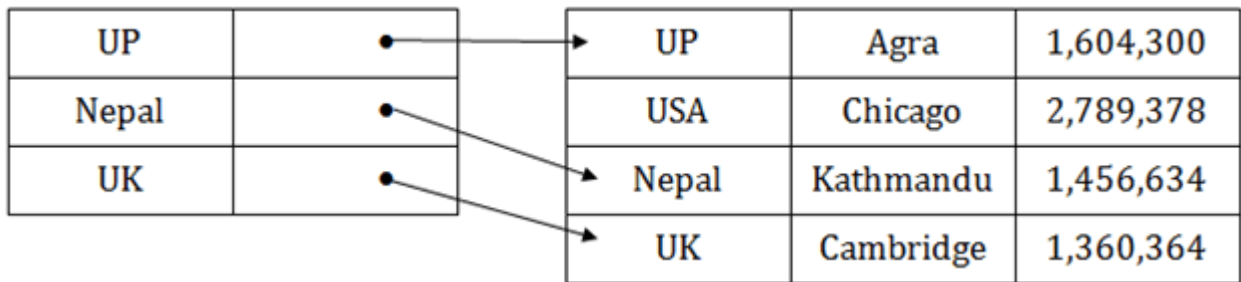 UP UP Agra 1,604,300
Nepal USA Chicago 2,789,378
UK Nepal Kathmandu 1,456,634
UK Cambridge 1,360,364